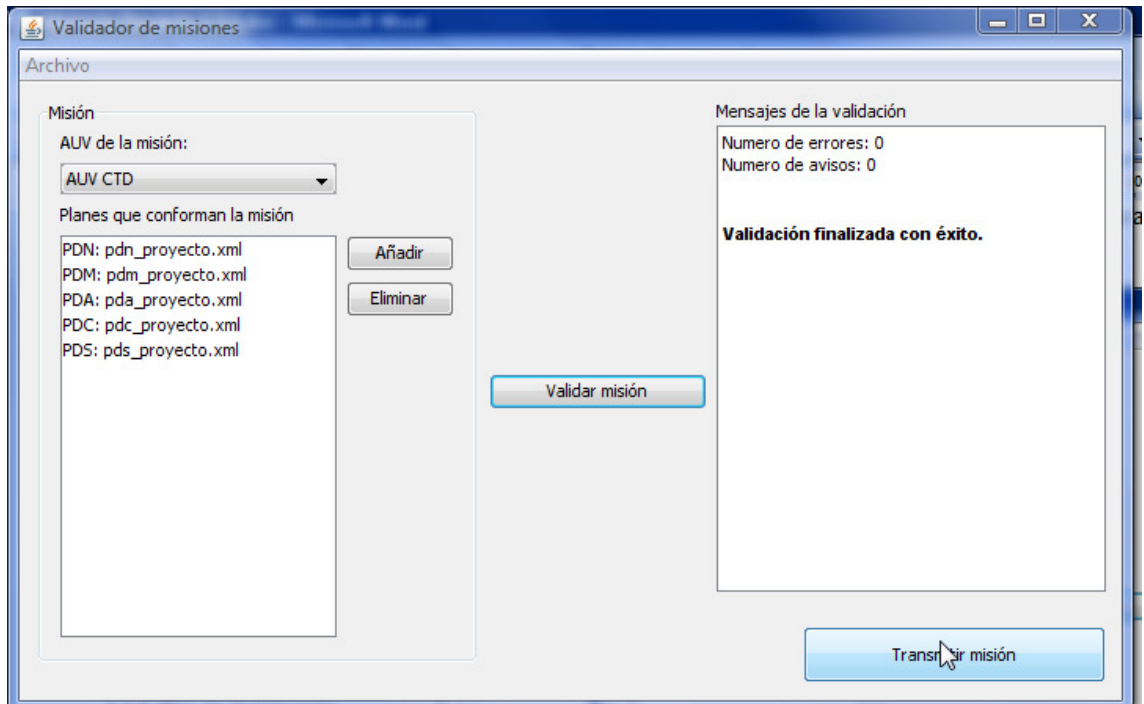 Validador de misiones
Archivo
Misión
AUV de la misión:
AUV CTD
Planes que conforman la misión
PDN: pdn_proyecto.xml
PDM: pdm_proyecto.xml
PDA: pda_proyecto.xml
PDC: pdc_proyecto.xml
PDS: pds_proyecto.xml
Añadir
Eliminar
Validar misión
Mensajes de la validación
Numero de errores: 0
Numero de avisos: 0
Validación finalizada con éxito.
Transmitir misión